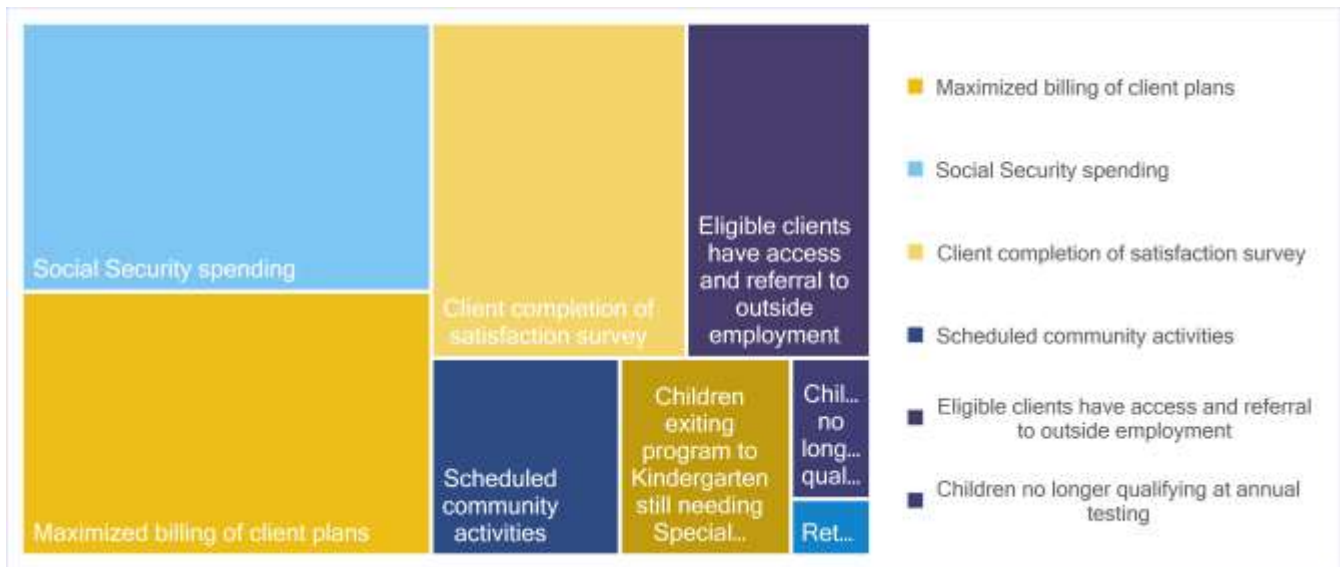 Social Security spending
Maximized billing of client plans
Client completion of
satisfaction survey
Eligible clients
have access
and referral to
outside
employment
Scheduled
community
activities
Children
exiting
program to
Kindergarten
still needing
Special...
Chil...
no
long...
qual...
Ret...
Maximized billing of client plans
Social Security spending
Client completion of satisfaction survey
Scheduled community activities
Eligible clients have access and referral
to outside employment
Children no longer qualifying at annual
testing